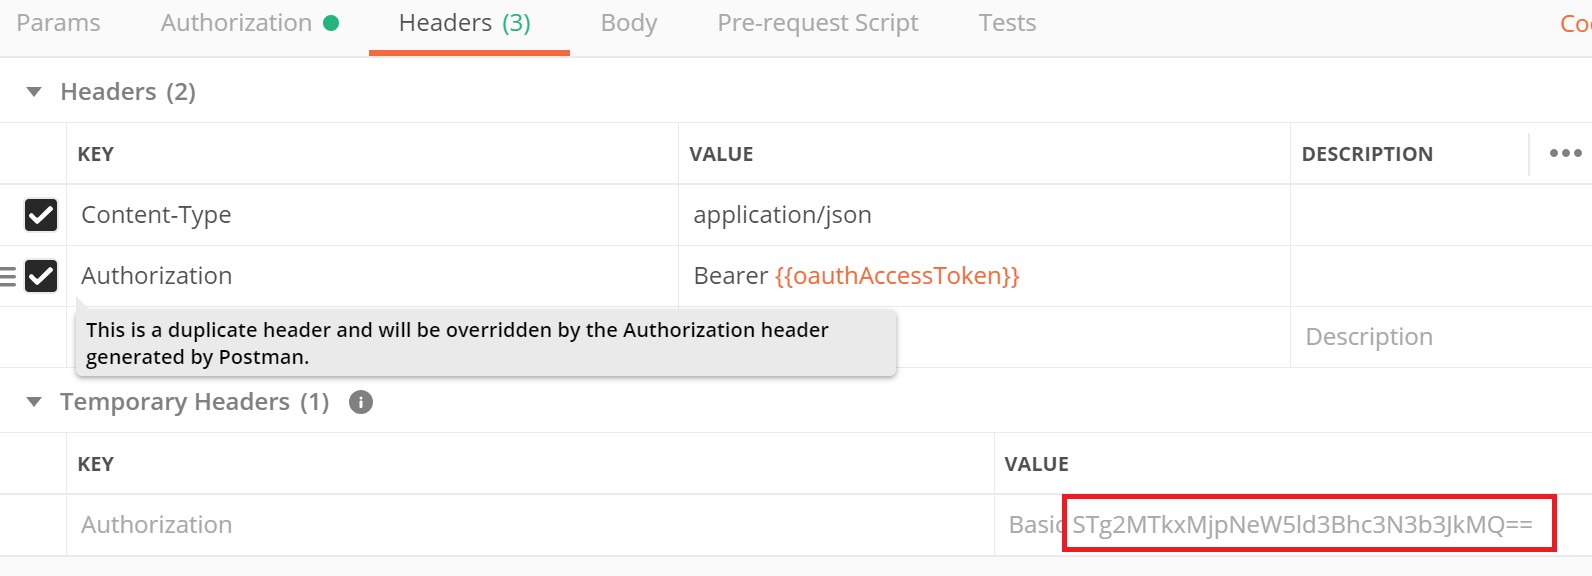 Params Authorization Headers (3) Body Pre-request Script Tests
Headers (2)
KEY VALUE DESCRIPTION
Content-Type application/json
Authorization Bearer {{oauthAccessToken}}
This is a duplicate header and will be overridden by the Authorization header
generated by Postman.
Description
Temporary Headers (1)
KEY VALUE
Authorization Basic STg2MTkxMjpNeW5ld3Bhc3N3b3JkMQ==